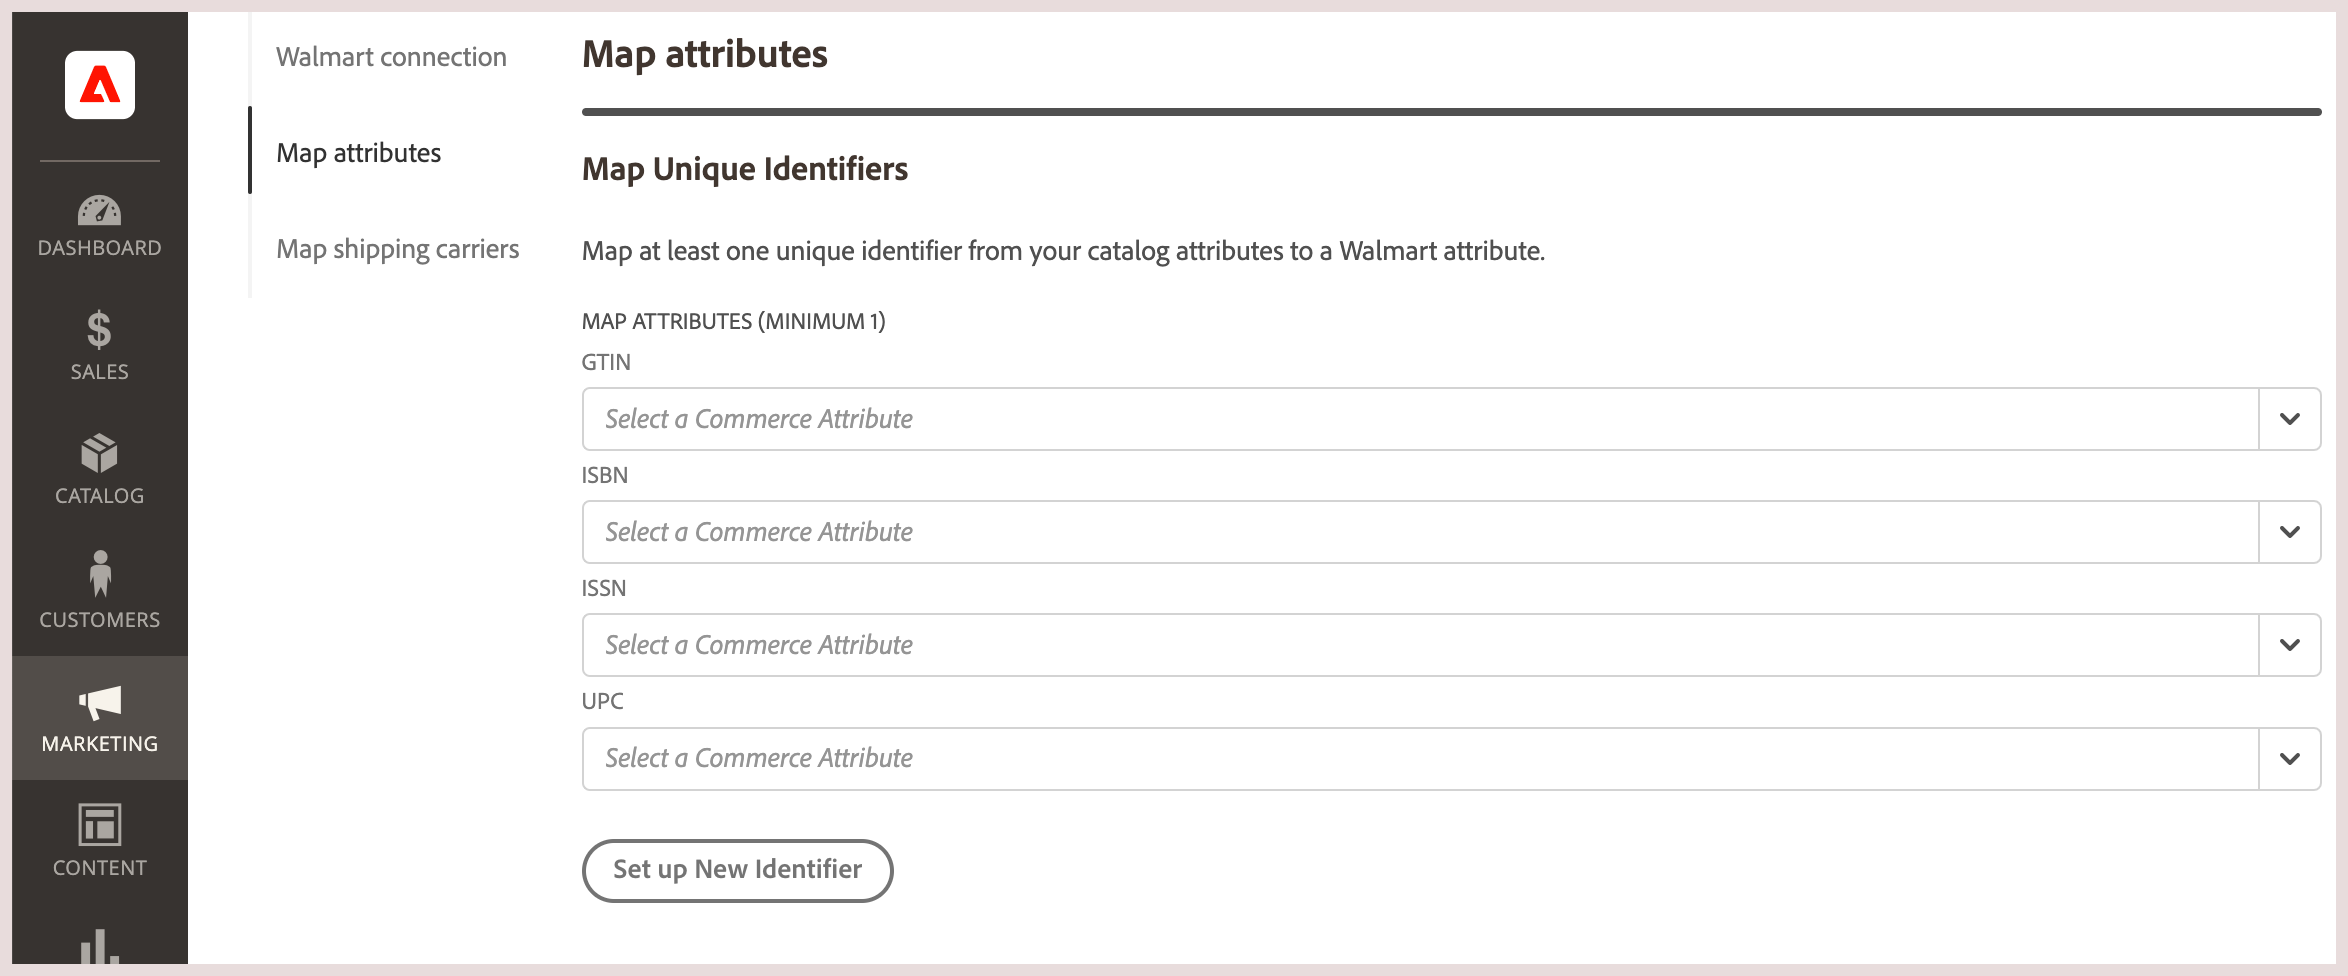 DASHBOARD
SALES
CATALOG
CUSTOMERS
MARKETING
CONTENT
Walmart connection
Map attributes
Map shipping carriers
Map attributes
Map Unique Identifiers
Map at least one unique identifier from your catalog attributes to a Walmart attribute.
MAP ATTRIBUTES (MINIMUM 1)
GTIN
Select a Commerce Attribute
ISBN
Select a Commerce Attribute
ISSN
Select a Commerce Attribute
UPC
Select a Commerce Attribute
Set up New Identifier